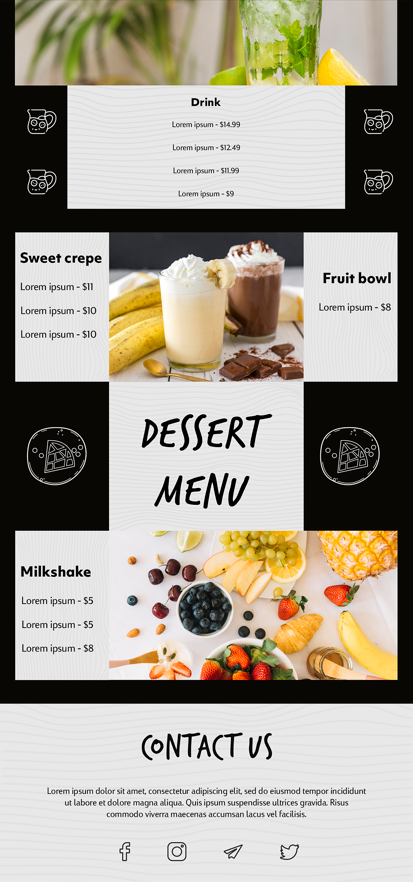 Drink
Lorem ipsum - $14.99
Lorem ipsum - $12.49
Lorem ipsum - $11.99
Lorem ipsum - $9
Sweet crepe
Lorem ipsum - $11
Lorem ipsum - $10
Lorem ipsum - $10
Fruit bowl
Lorem ipsum - $8
DESSERT
MENU
Milkshake
Lorem ipsum - $5
Lorem ipsum - $5
Lorem ipsum - $8
CONTACT US
Lorem ipsum dolor sit amet, consectetur adipiscing elit, sed do eiusmod tempor incididunt
ut labore et dolore magna aliqua. Quis ipsum suspendisse ultrices gravida. Risus
commodo viverra maecenas accumsan lacus vel facilisis.